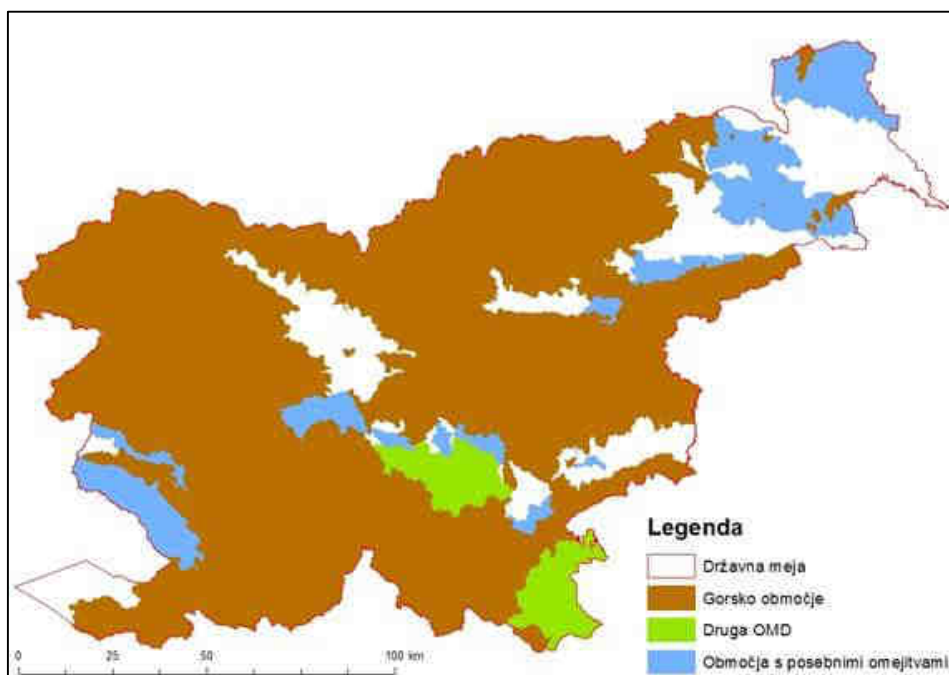 Legenda
Državna meja
Gorsko območje
Druga OMD
Območja s posebnimi omejitvami
0 25 50 100 km